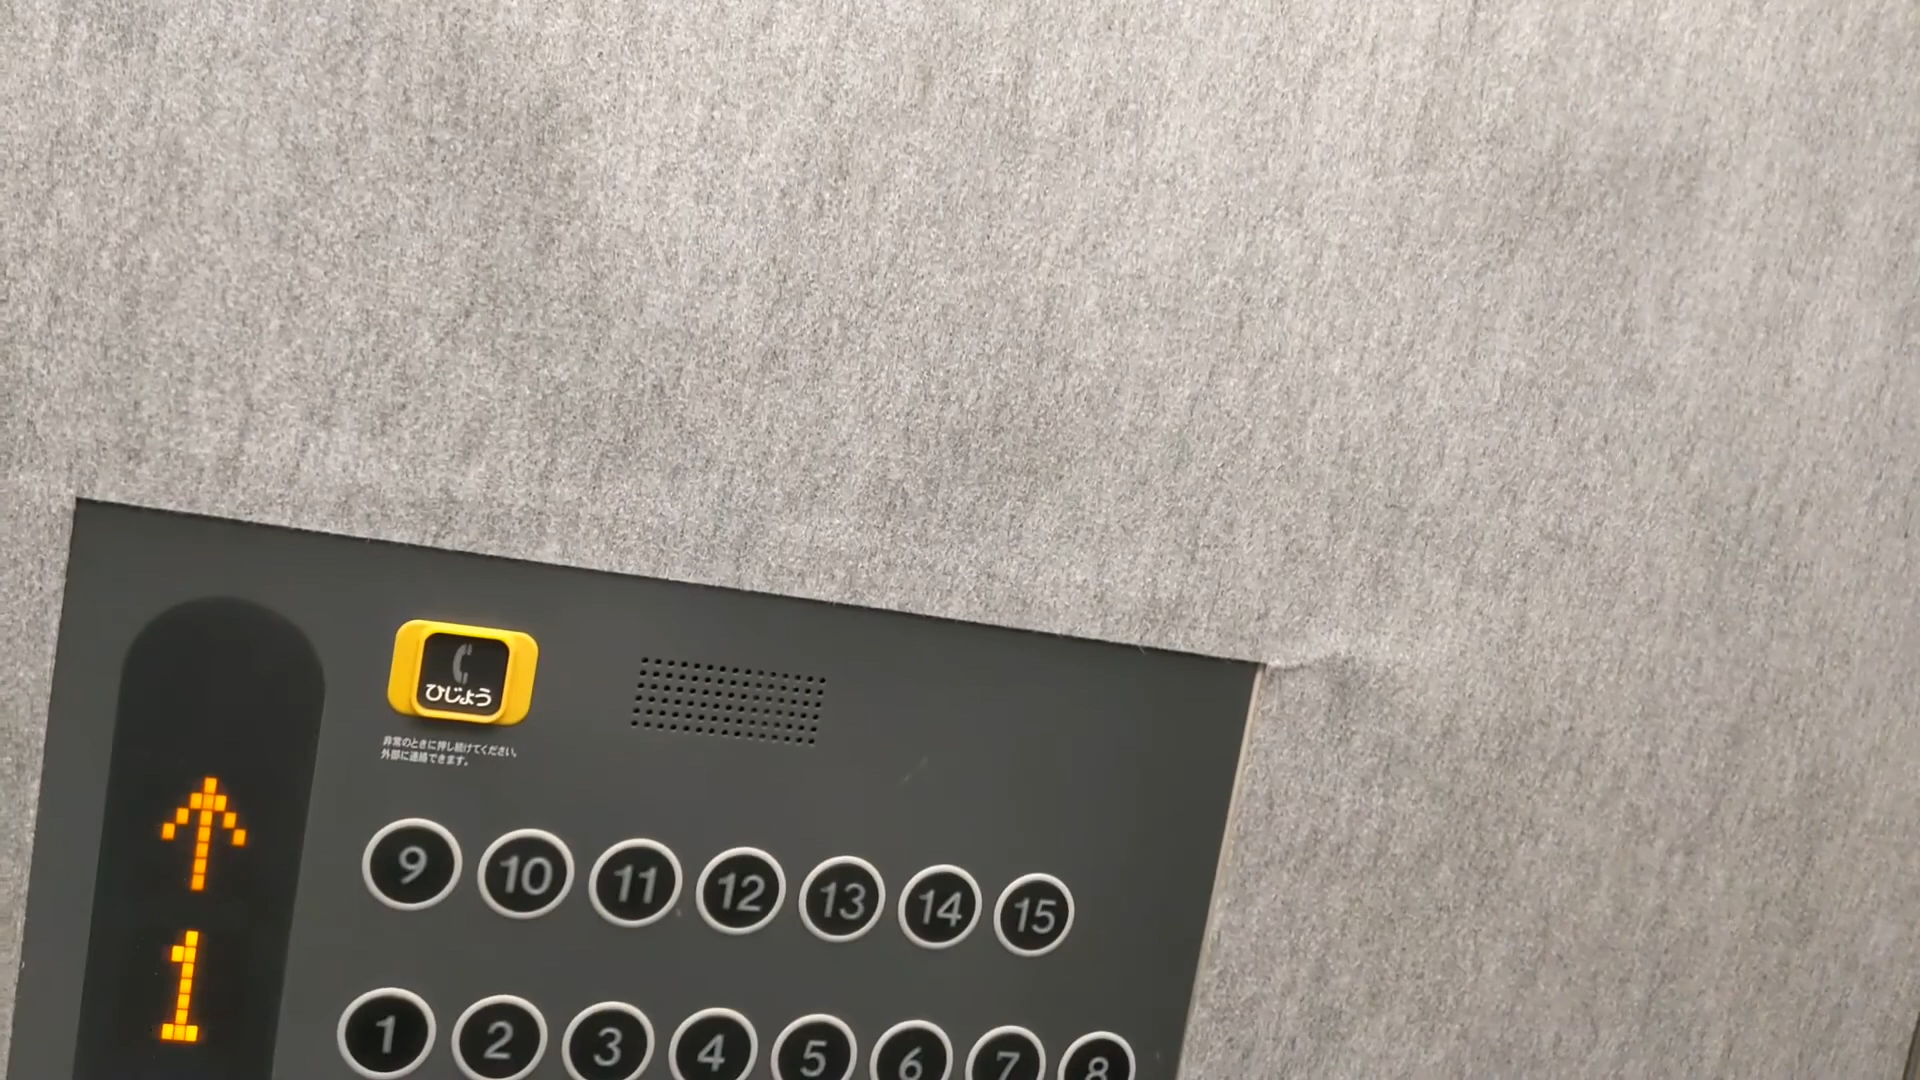 ひじょう
非常のときに押し続けてください。
外部に連絡できます。
↑
1
9 10 11 12 13 14 15
1 2 3 4 5 6 7 8